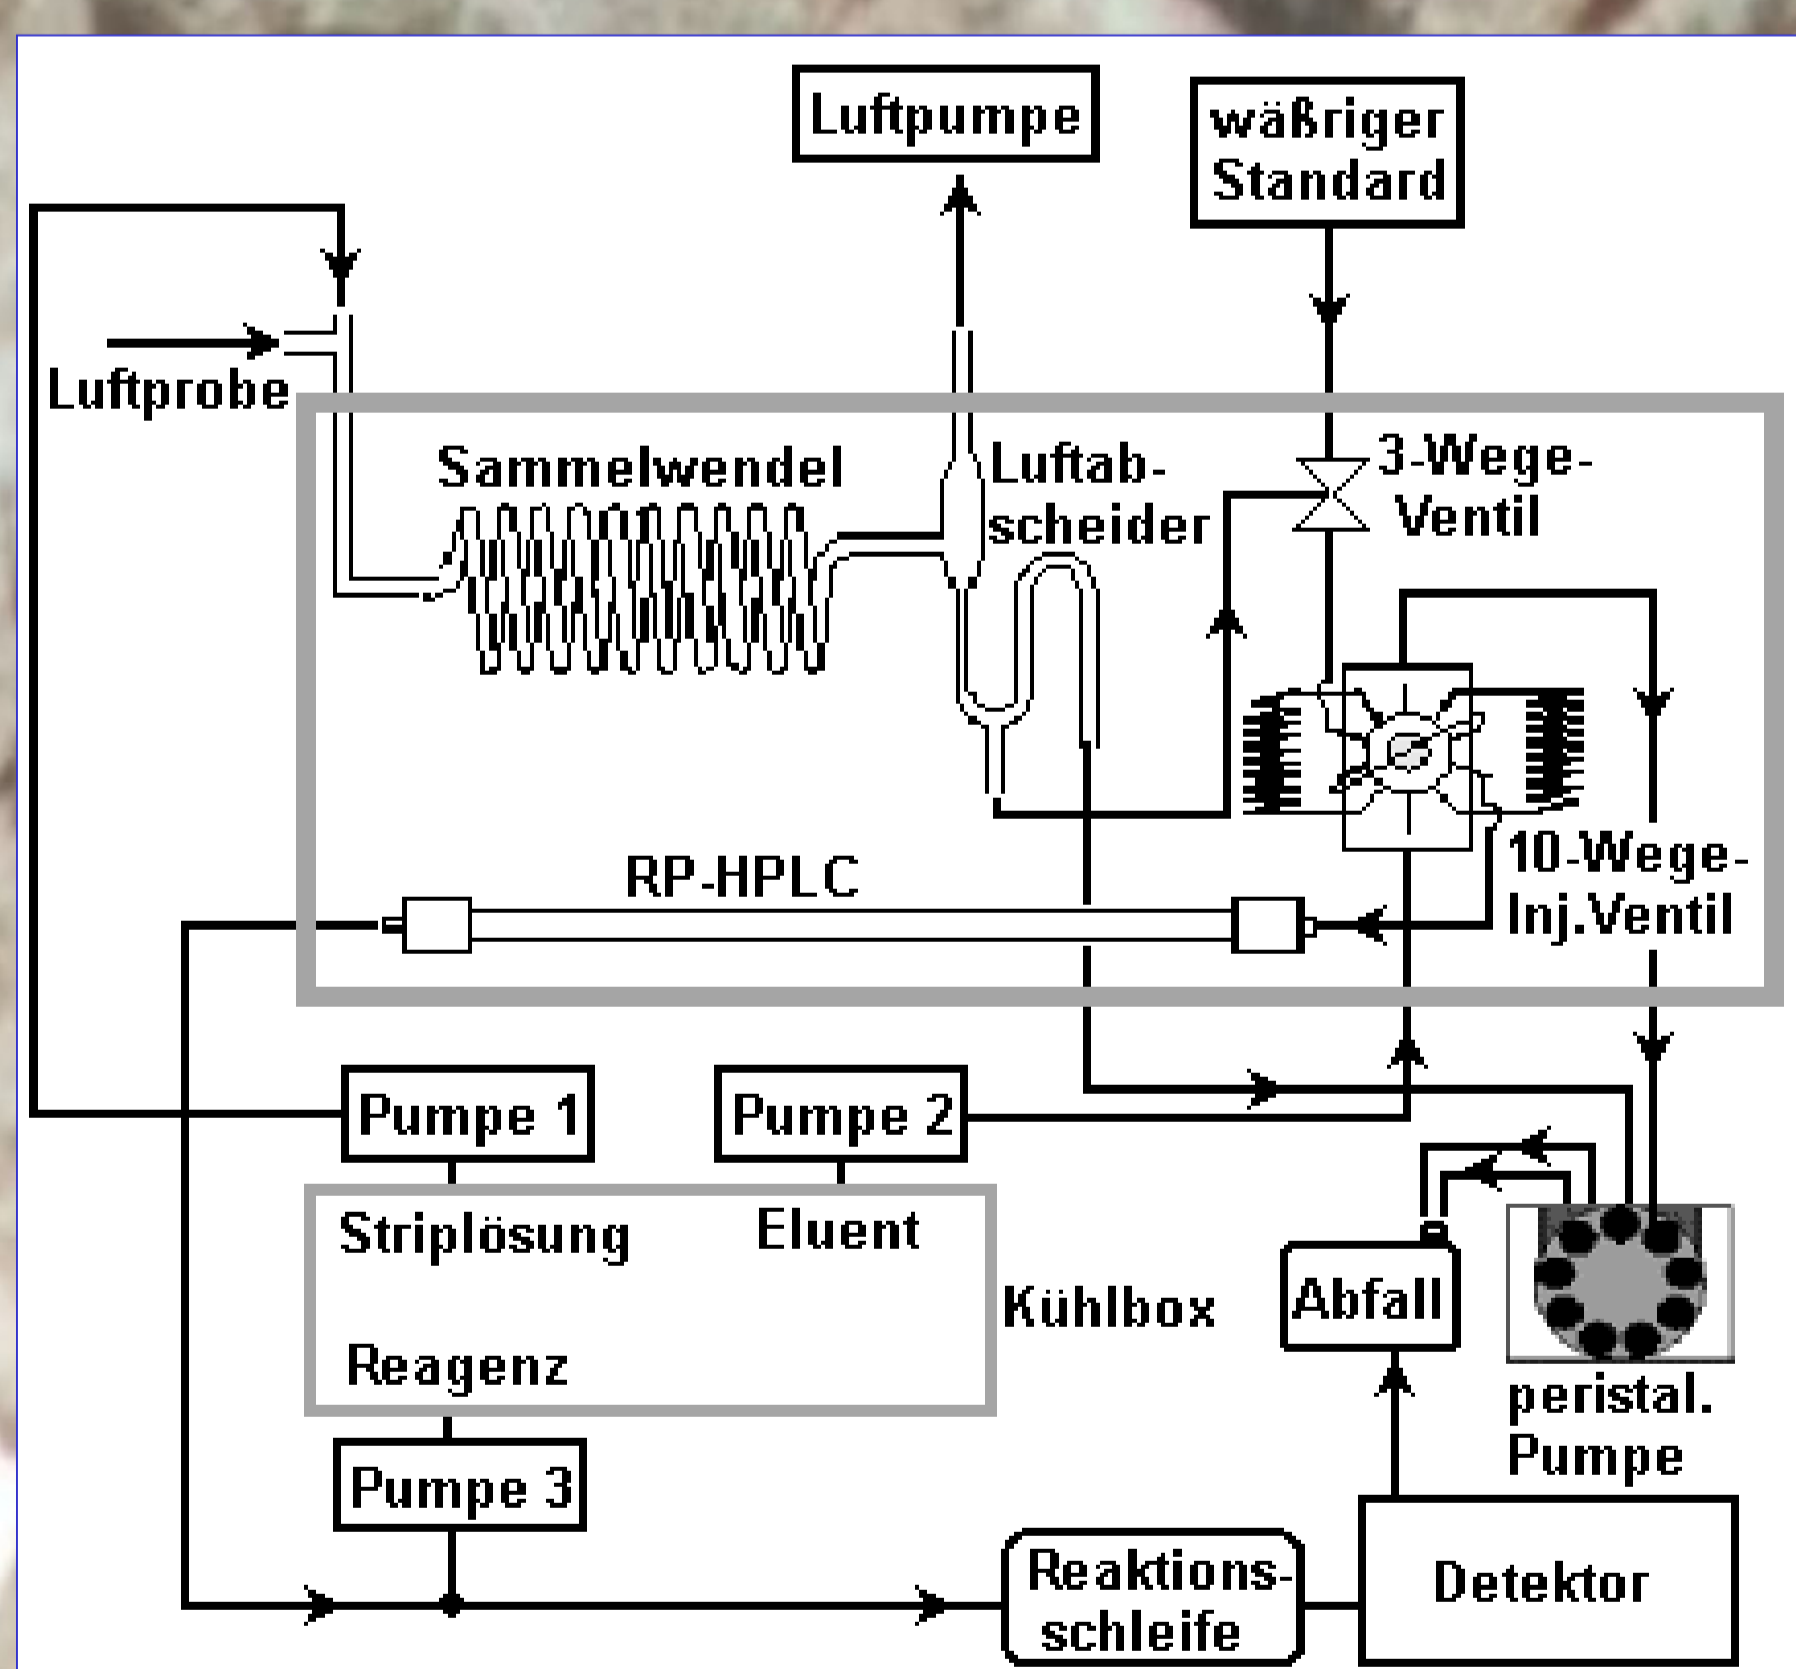 Luftpumpe
wäßriger
Standard
Luftprobe
Sammelwendel
Luftab-
scheider
3-Wege-
Ventil
RP-HPLC
10-Wege-
Inj.Ventil
Pumpe 1
Pumpe 2
Striplösung
Eluent
Kühlbox
Reagenz
Abfall
peristal.
Pumpe
Pumpe 3
Reaktions-
schleife
Detektor